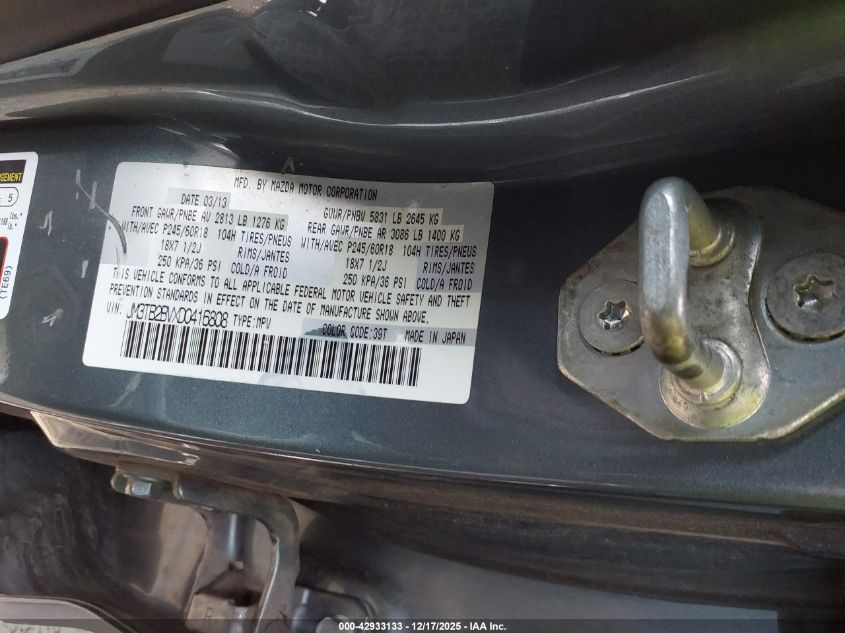 MFD. BY MAZDA MOTOR CORPORATION
DATE 03/13
GVWR/PNBV 5831 LB 2645 KG
FRONT GAWR/PNBE AV 2813 LB 1276 KG
REAR GAWR/PNBE AR 3086 LB 1400 KG
WITH/AVEC P245/60R18 104H TIRES/PNEUS
WITH/AVEC P245/60R18 104H TIRES/PNEUS
18X7 1/2J RIMS/JANTES
18X7 1/2J RIMS/JANTES
250 KPA/36 PSI COLD/A FROID
250 KPA/36 PSI COLD/A FROID
THIS VEHICLE CONFORMS TO ALL APPLICABLE FEDERAL MOTOR VEHICLE SAFETY AND THEFT
PREVENTION STANDARDS IN EFFECT ON THE DATE OF MANUFACTURE SHOWN ABOVE.
VIN: JM3TB2BVXD0416808 TYPE:MPV
COLOR CODE:39T MADE IN JAPAN
5
lbs.
(TE69)
R
000-42933133 - 12/17/2025 - IAA Inc.